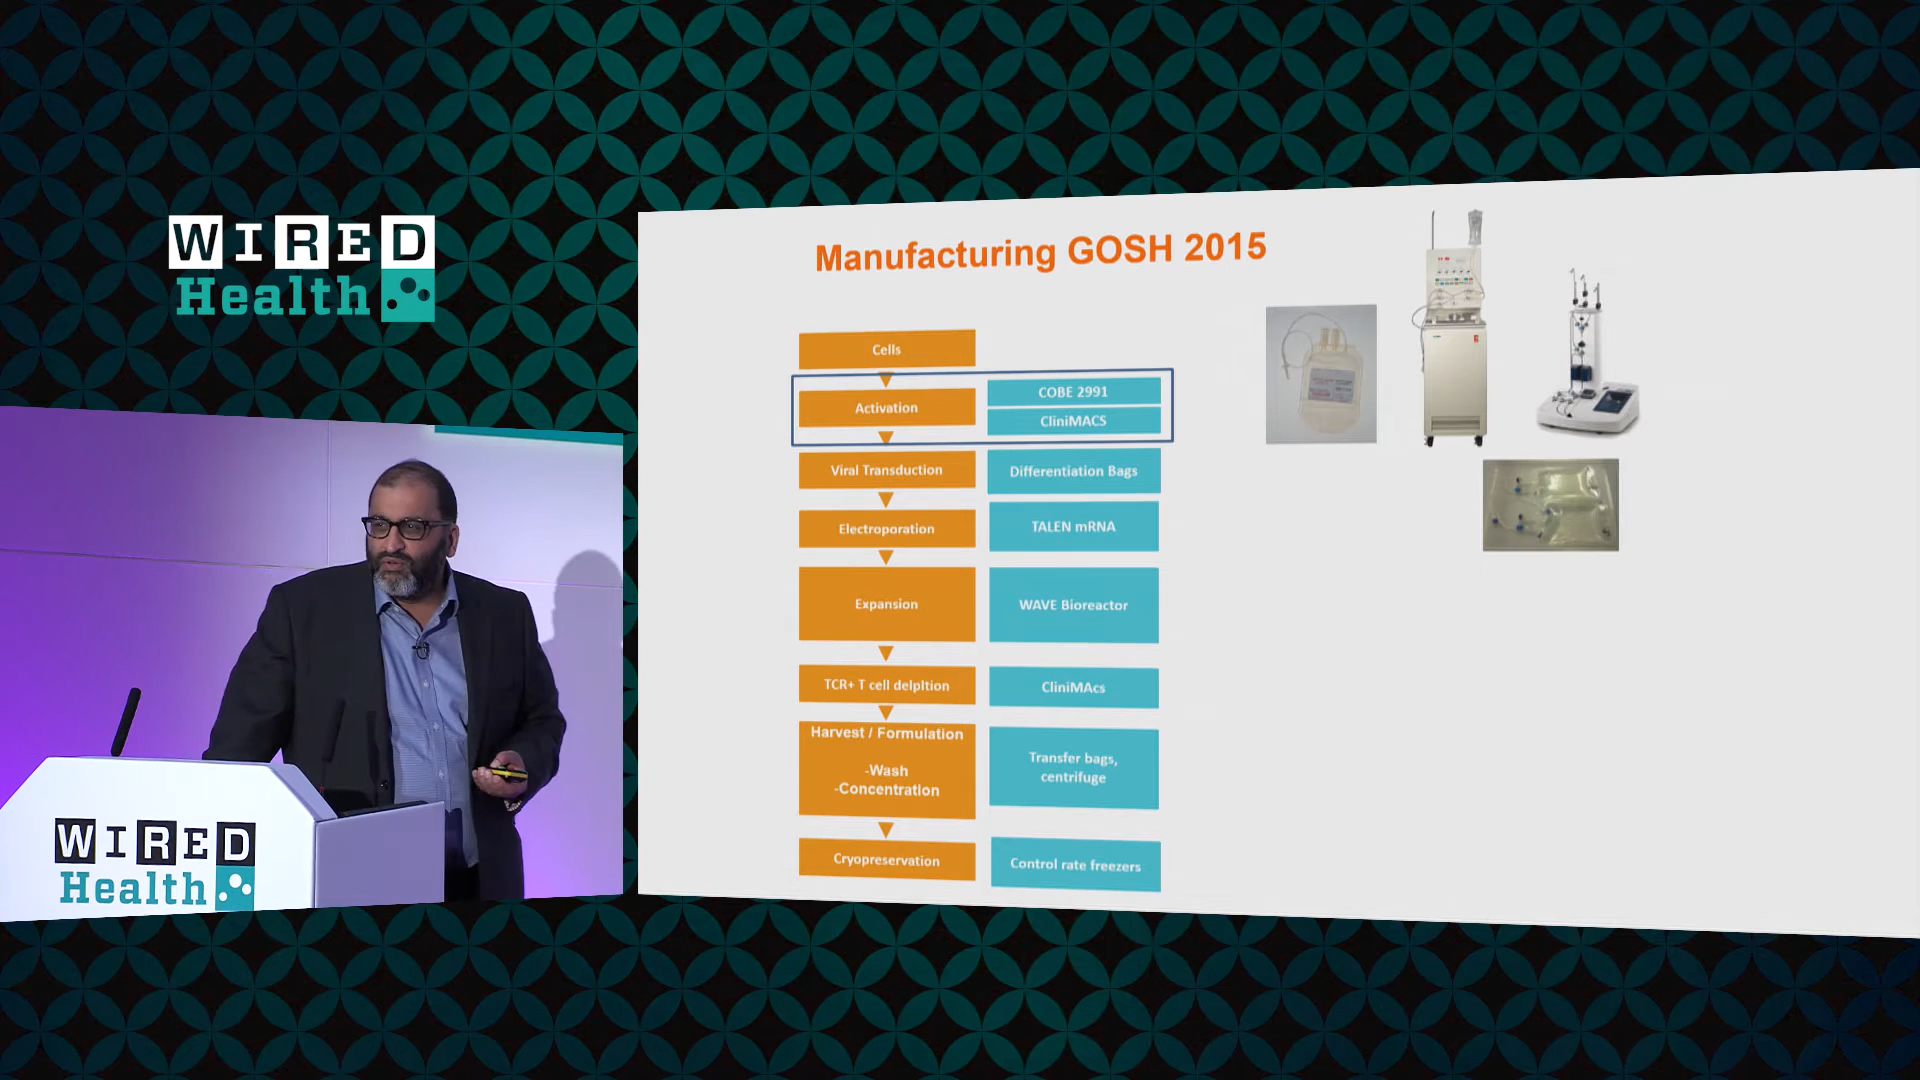 WIRED
Health
Manufacturing GOSH 2015
Cells
Activation
COBE 2991
CliniMACS
Viral Transduction
Differentiation Bags
Electroporation
TALEN mRNA
Expansion
WAVE Bioreactor
TCR+ T cell delpltion
CliniMAcs
Harvest / Formulation
-Wash
-Concentration
Transfer bags,
centrifuge
Cryopreservation
Control rate freezers
WIRED
Health